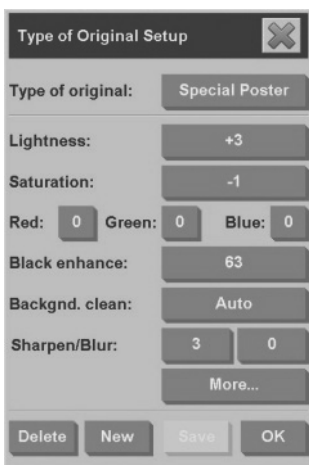 Type of Original Setup
Type of original: Special Poster
Lightness: +3
Saturation: -1
Red: 0 Green: 0 Blue: 0
Black enhance: 63
Backgnd. clean: Auto
Sharpen/Blur: 3 0
More...
Delete New Save OK